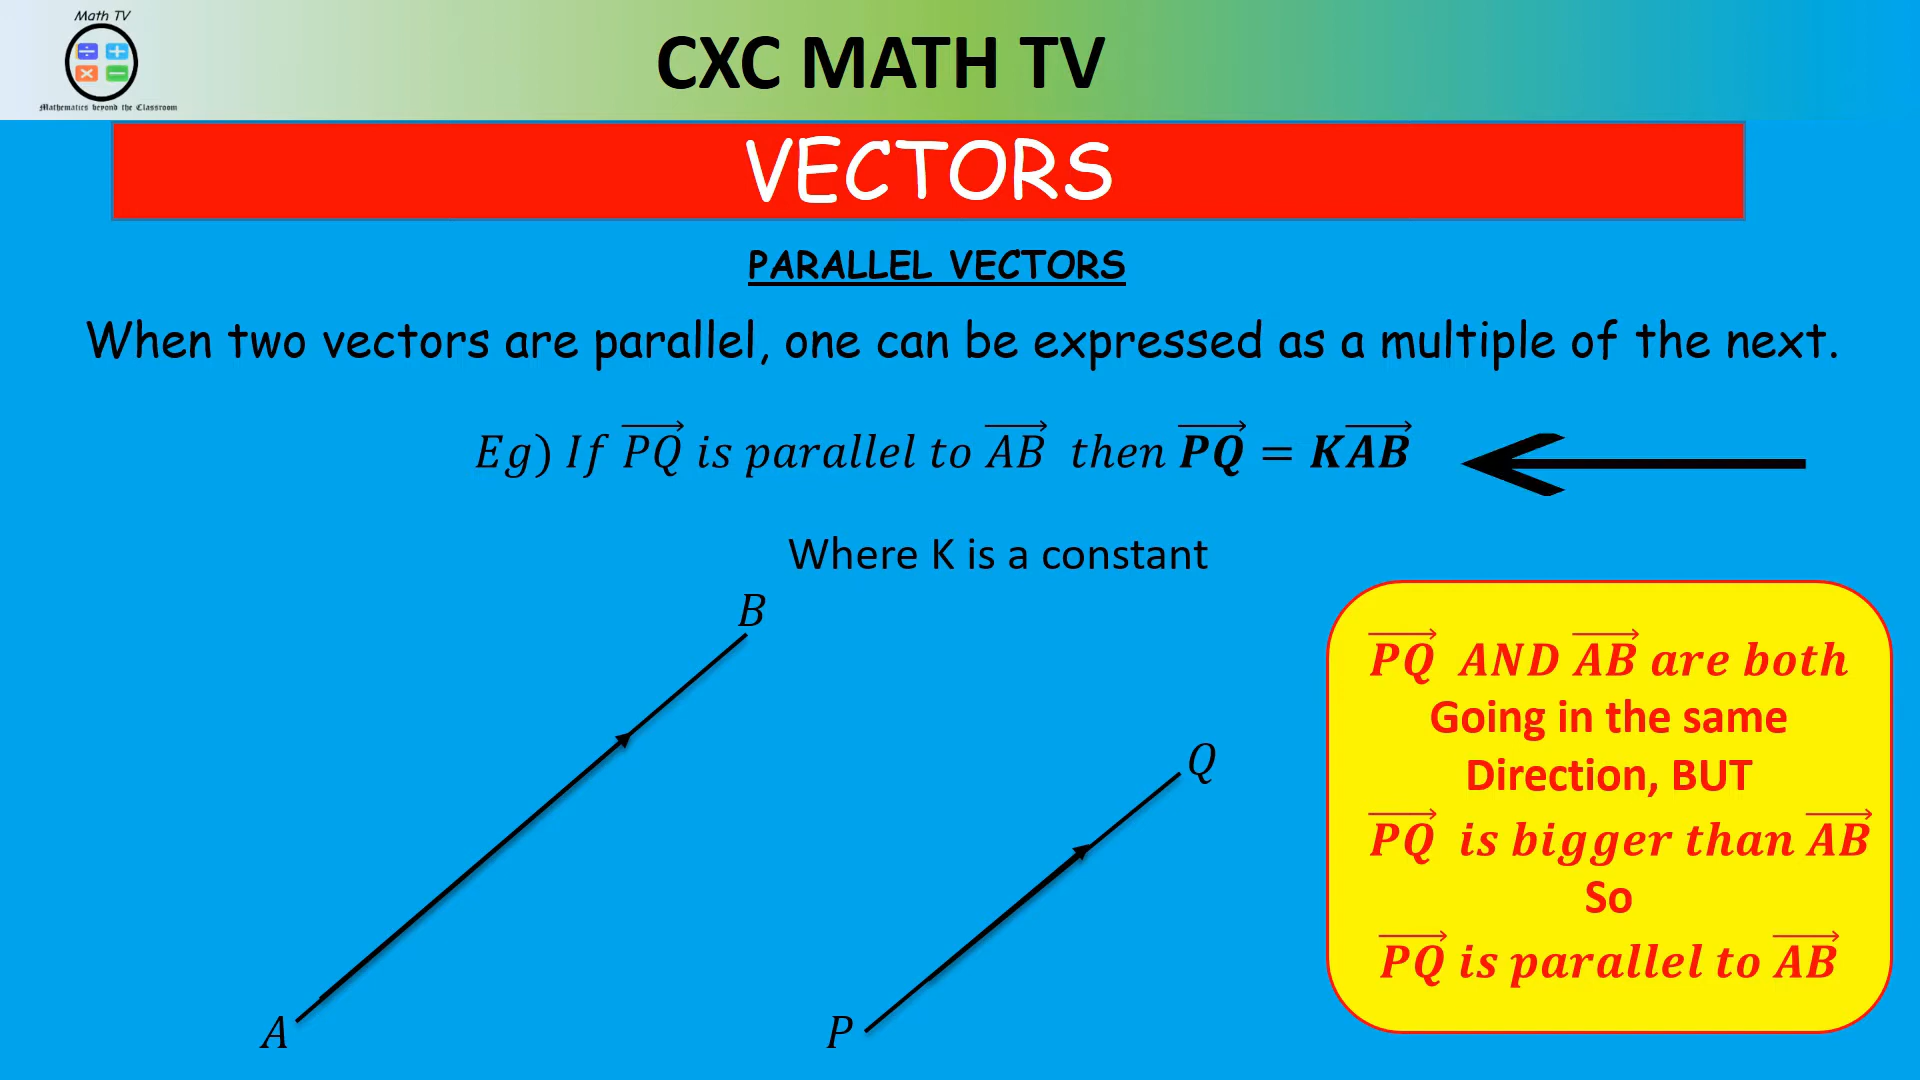 Math TV
Mathematics beyond the Classroom
CXC MATH TV
VECTORS
PARALLEL VECTORS
When two vectors are parallel, one can be expressed as a multiple of the next.
Eg) If PQ⃗ is parallel to AB⃗ then PQ⃗ = KAB⃗
Where K is a constant
B
Q
A
P
PQ⃗ AND AB⃗ are both
Going in the same
Direction, BUT
PQ⃗ is bigger than AB⃗
So
PQ⃗ is parallel to AB⃗